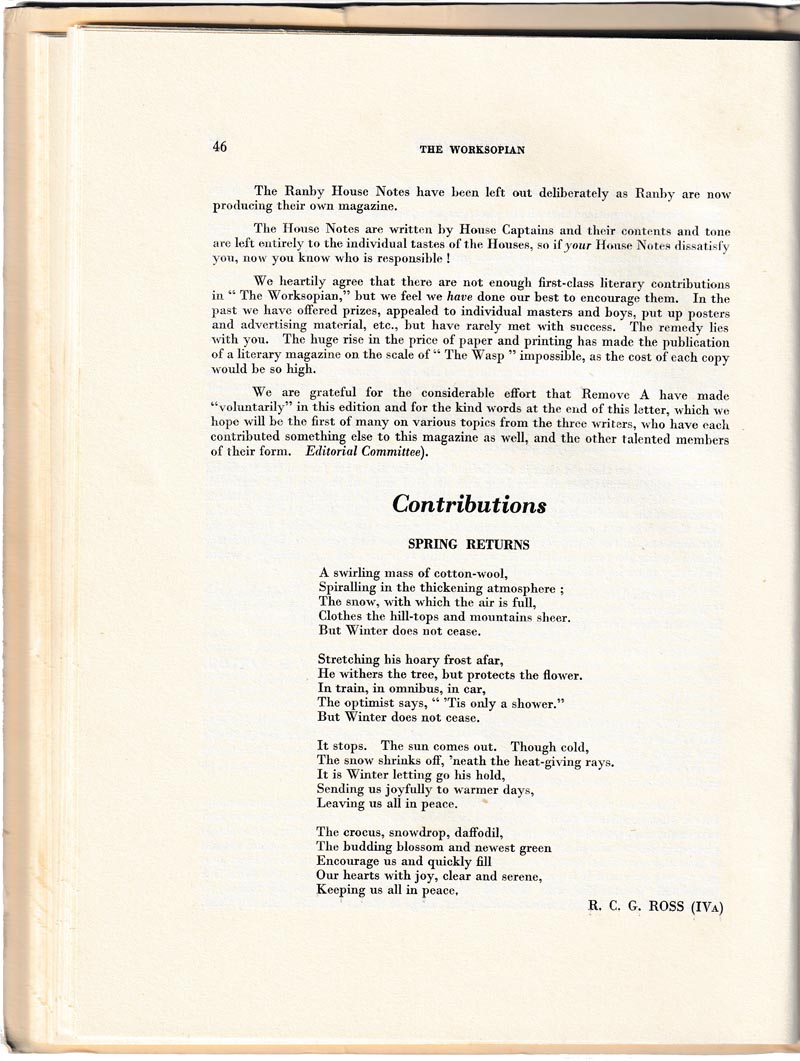 46
THE WORKSOPIAN
The Ranby House Notes have been left out deliberately as Ranby are now
producing their own magazine.
The House Notes are written by House Captains and their contents and tone
are left entirely to the individual tastes of the Houses, so if your House Notes dissatisfy
you, now you know who is responsible !
We heartily agree that there are not enough first-class literary contributions
in “ The Worksopian,” but we feel we have done our best to encourage them. In the
past we have offered prizes, appealed to individual masters and boys, put up posters
and advertising material, etc., but have rarely met with success. The remedy lies
with you. The huge rise in the price of paper and printing has made the publication
of a literary magazine on the scale of “ The Wasp ” impossible, as the cost of each copy
would be so high.
We are grateful for the considerable effort that Remove A have made
“voluntarily” in this edition and for the kind words at the end of this letter, which we
hope will be the first of many on various topics from the three writers, who have each
contributed something else to this magazine as well, and the other talented members
of their form. Editorial Committee).
Contributions
SPRING RETURNS
A swirling mass of cotton-wool,
Spiralling in the thickening atmosphere ;
The snow, with which the air is full,
Clothes the hill-tops and mountains sheer.
But Winter does not cease.
Stretching his hoary frost afar,
He withers the tree, but protects the flower.
In train, in omnibus, in car,
The optimist says, “ ’Tis only a shower.”
But Winter does not cease.
It stops. The sun comes out. Though cold,
The snow shrinks off, ’neath the heat-giving rays.
It is Winter letting go his hold,
Sending us joyfully to warmer days,
Leaving us all in peace.
The crocus, snowdrop, daffodil,
The budding blossom and newest green
Encourage us and quickly fill
Our hearts with joy, clear and serene,
Keeping us all in peace.
R. C. G. ROSS (IVA)